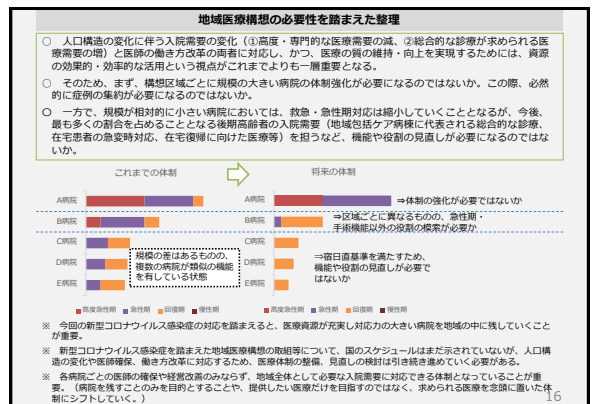 地域医療構想の必要性を踏まえた整理
○ 人口構造の変化に伴う入院需要の変化（①高度・専門的な医療需要の減、②総合的な診療が求められる医
療需要の増）と医師の働き方改革の両者に対応し、かつ、医療の質の維持・向上を実現するためには、資源
の効果的・効率的な活用という視点がこれまでよりも一層重要となる。
○ そのため、まず、構想区域ごとに規模の大きい病院の体制強化が必要になるのではないか。この際、必然
的に症例の集約が必要になるのではないか。
○ 一方で、規模が相対的に小さい病院においては、救急・急性期対応は縮小していくこととなるが、今後、
最も多くの割合を占めることとなる後期高齢者の入院需要（地域包括ケア病棟に代表される総合的な診療、
在宅患者の急変時対応、在宅復帰に向けた医療等）を担うなど、機能や役割の見直しが必要になるのではな
いか。
これまでの体制
A病院
B病院
C病院
D病院
E病院
規模の差はあるものの、
複数の病院が類似の機能
を有している状態
■高度急性期 ■急性期 ■回復期 ■慢性期
将来の体制
A病院
⇒体制の強化が必要ではないか
B病院
⇒区域ごとに異なるものの、急性期・
手術機能以外の役割の模索が必要か
C病院
D病院
E病院
⇒宿日直基準を満たすため、
機能や役割の見直しが必要で
はないか
■高度急性期 ■急性期 ■回復期 ■慢性期
※ 今回の新型コロナウイルス感染症の対応を踏まえると、医療資源が充実し対応力の大きい病院を地域の中に残していくこと
が重要。
※ 新型コロナウイルス感染症を踏まえた地域医療構想の取組等について、国のスケジュールはまだ示されていないが、人口構
造の変化や医師確保、働き方改革に対応するため、医療体制の整備、見直しの検討は引き続き進めていく必要がある。
※ 各病院ごとの医師の確保や経営改善のみならず、地域全体として必要な入院需要に対応できる体制となっていることが重
要。（病院を残すことのみを目的とすることや、提供したい医療だけを目指すのではなく、求められる医療を念頭に置いた体
制にシフトしていく。）
16